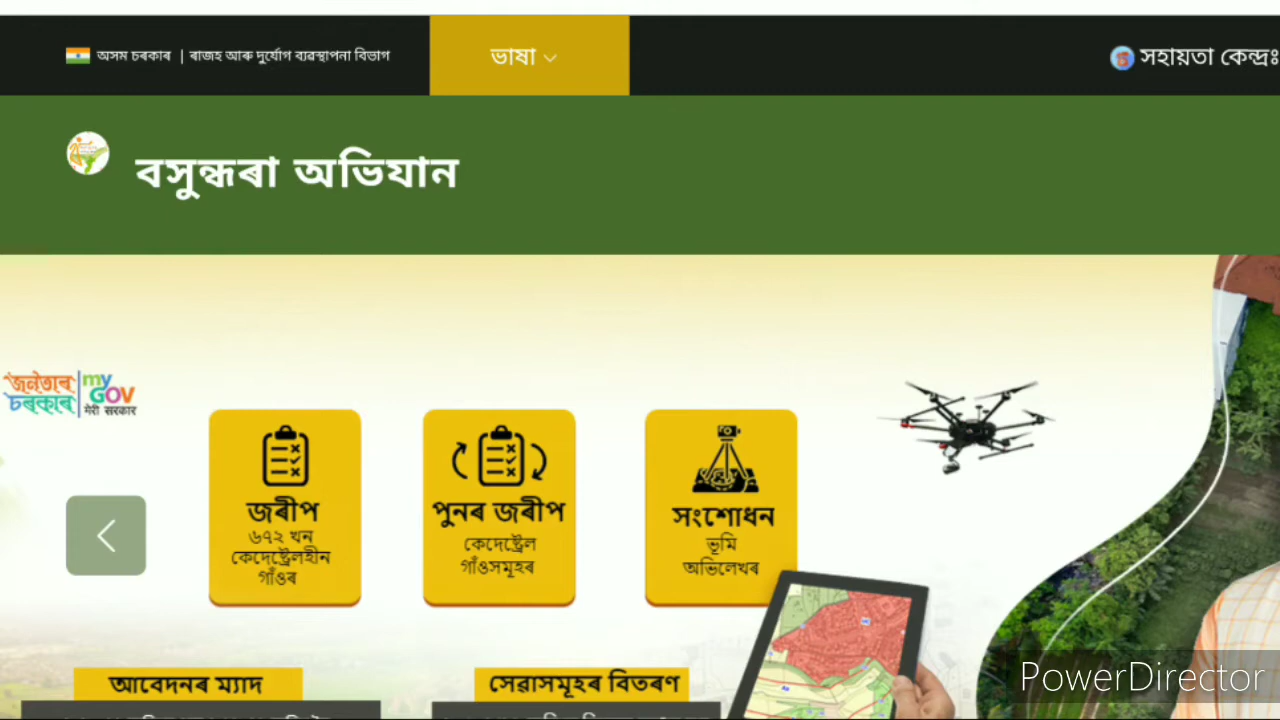 অসম চৰকাৰ | ৰাজহ আৰু দুৰ্যোগ ব্যৱস্থাপনা বিভাগ
ভাষা
সহায়তা কেন্দ্ৰঃ
বসুন্ধৰা অভিযান
জনতাৰ চৰকাৰ
my GOV
मेरी सरकार
জৰীপ
৬৭২ খন
কেদেষ্ট্ৰেলহীন
গাঁওৰ
পুনৰ জৰীপ
কেদেষ্ট্ৰেল
গাঁওসমূহৰ
সংশোধন
ভূমি
অভিলেখৰ
আবেদনৰ ম্যাদ
সেৱাসমূহৰ বিতৰণ
PowerDirector